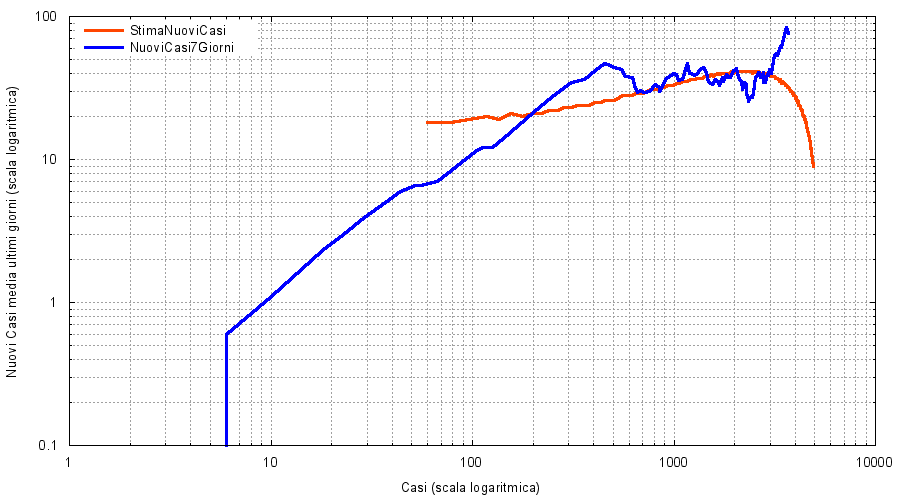 100
StimaNuoviCasi
NuoviCasi7Giorni
10
1
0.1
Nuovi Casi media ultimi giorni (scala logaritmica)
1 10 100 1000 10000
Casi (scala logaritmica)